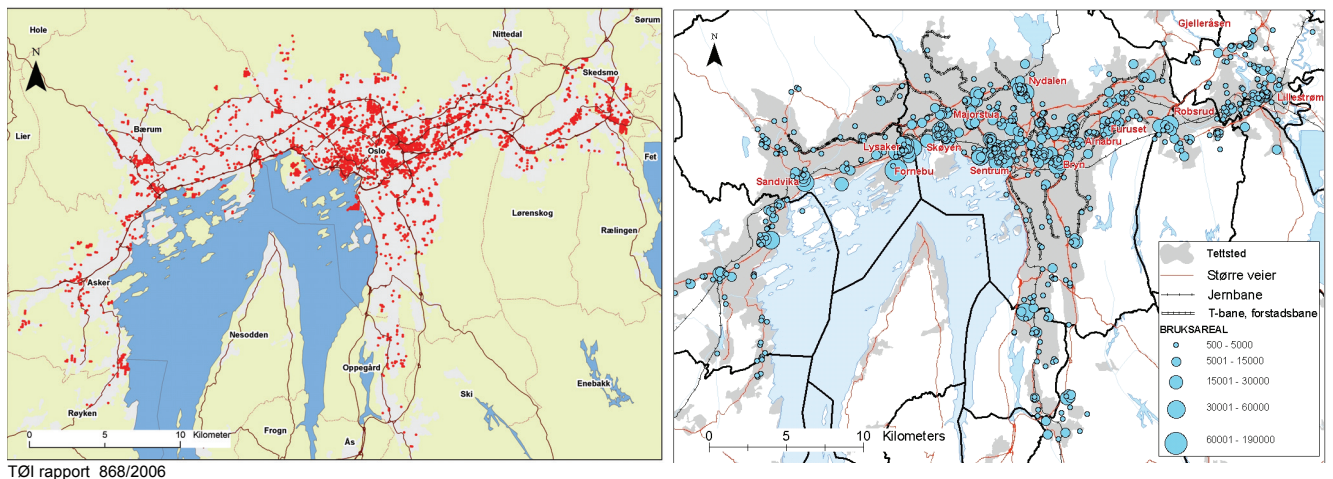 Hole
Sørum
N
Nittedal
Skedsmo
Bærum
Lier
Oslo
Fet
Lørenskog
Rælingen
Asker
Nesodden
Oppegård
Enebakk
Ski
Røyken
Frogn
Ås
0 5 10 Kilometer
TØI rapport 868/2006
Gjelleråsen
N
Nydalen
Lillestrøm
Robsrud
Majorstua
Furuset
Alnabru
Lysaker
Skøyen
Bryn
Sentrum
Fornebu
Sandvika
Tettsted
Større veier
Jernbane
T-bane, forstadsbane
BRUKSAREAL
500 - 5000
5001 - 15000
15001 - 30000
30001 - 60000
60001 - 190000
0 5 10 Kilometers